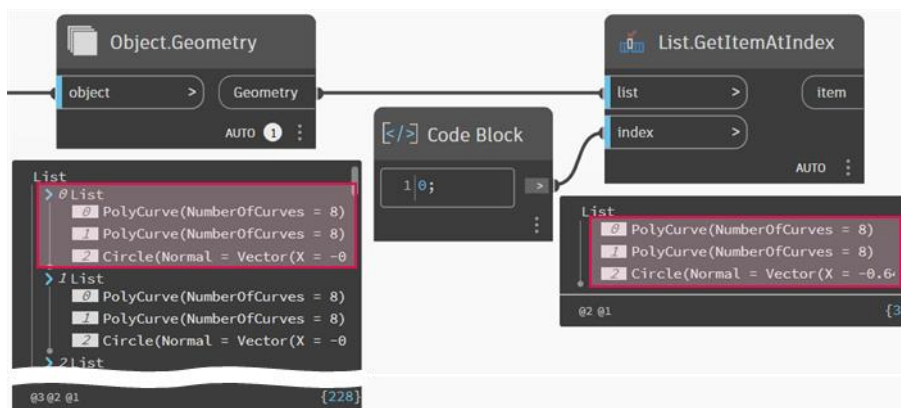 Object.Geometry
object > Geometry
AUTO 1
List
0 List
0 PolyCurve(NumberOfCurves = 8)
1 PolyCurve(NumberOfCurves = 8)
2 Circle(Normal = Vector(X = -0
1 List
0 PolyCurve(NumberOfCurves = 8)
1 PolyCurve(NumberOfCurves = 8)
2 Circle(Normal = Vector(X = -0
2 List
@3 @2 @1 {228}
[</>] Code Block
1 0; >
List.GetItemAtIndex
list > item
index >
AUTO
List
0 PolyCurve(NumberOfCurves = 8)
1 PolyCurve(NumberOfCurves = 8)
2 Circle(Normal = Vector(X = -0.6
@2 @1 {3